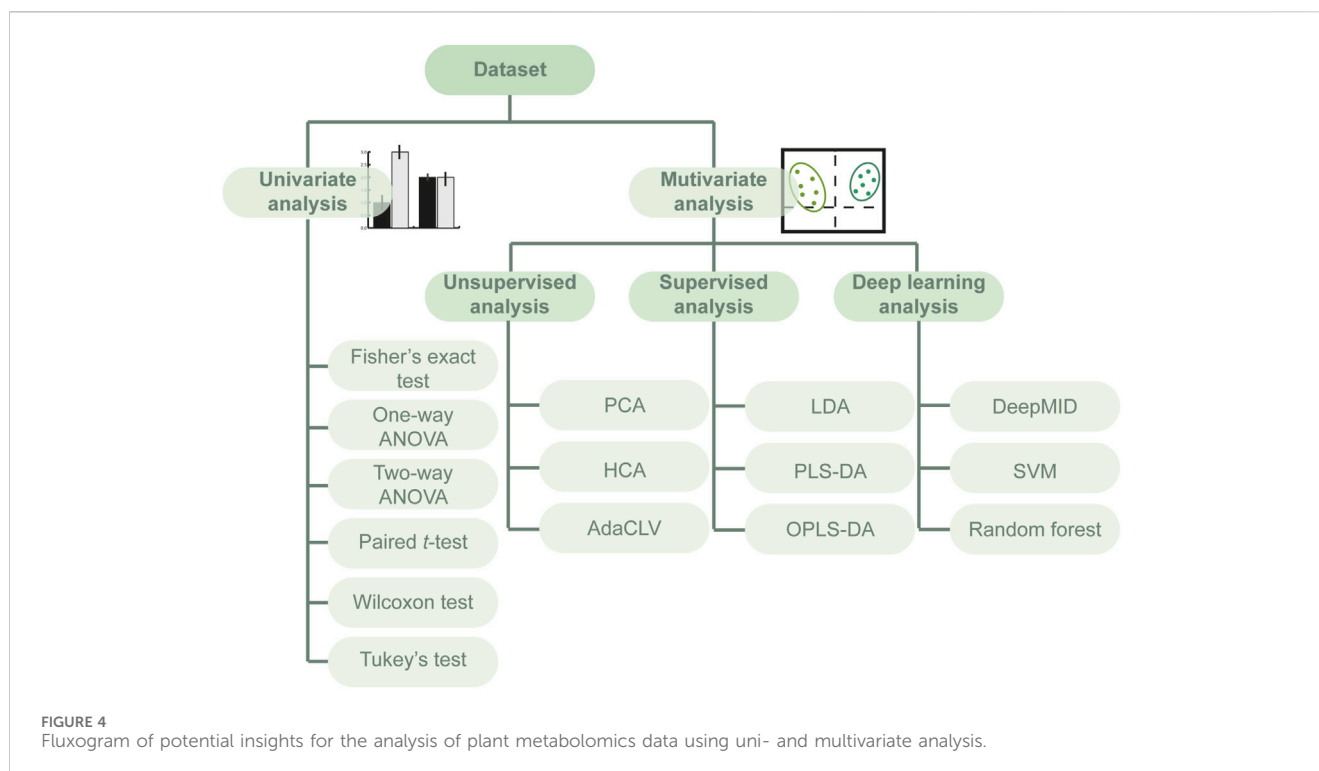 Dataset
Univariate
analysis
Mutivariate
analysis
Unsupervised
analysis
Supervised
analysis
Deep learning
analysis
Fisher's exact
test
One-way
ANOVA
Two-way
ANOVA
Paired t-test
Wilcoxon test
Tukey's test
PCA
HCA
AdaCLV
LDA
PLS-DA
OPLS-DA
DeepMID
SVM
Random forest
FIGURE 4
Fluxogram of potential insights for the analysis of plant metabolomics data using uni- and multivariate analysis.